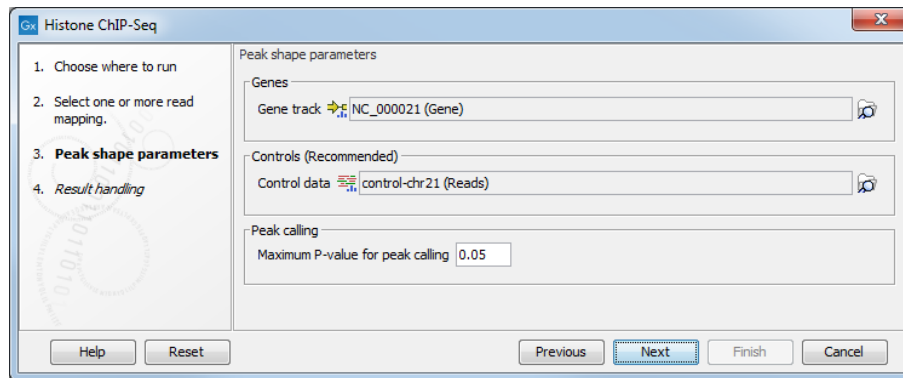 Gx Histone ChIP-Seq
1. Choose where to run
2. Select one or more read
mapping.
3. Peak shape parameters
4. Result handling
Peak shape parameters
Genes
Gene track NC_000021 (Gene)
Controls (Recommended)
Control data control-chr21 (Reads)
Peak calling
Maximum P-value for peak calling 0.05
Help Reset Previous Next Finish Cancel